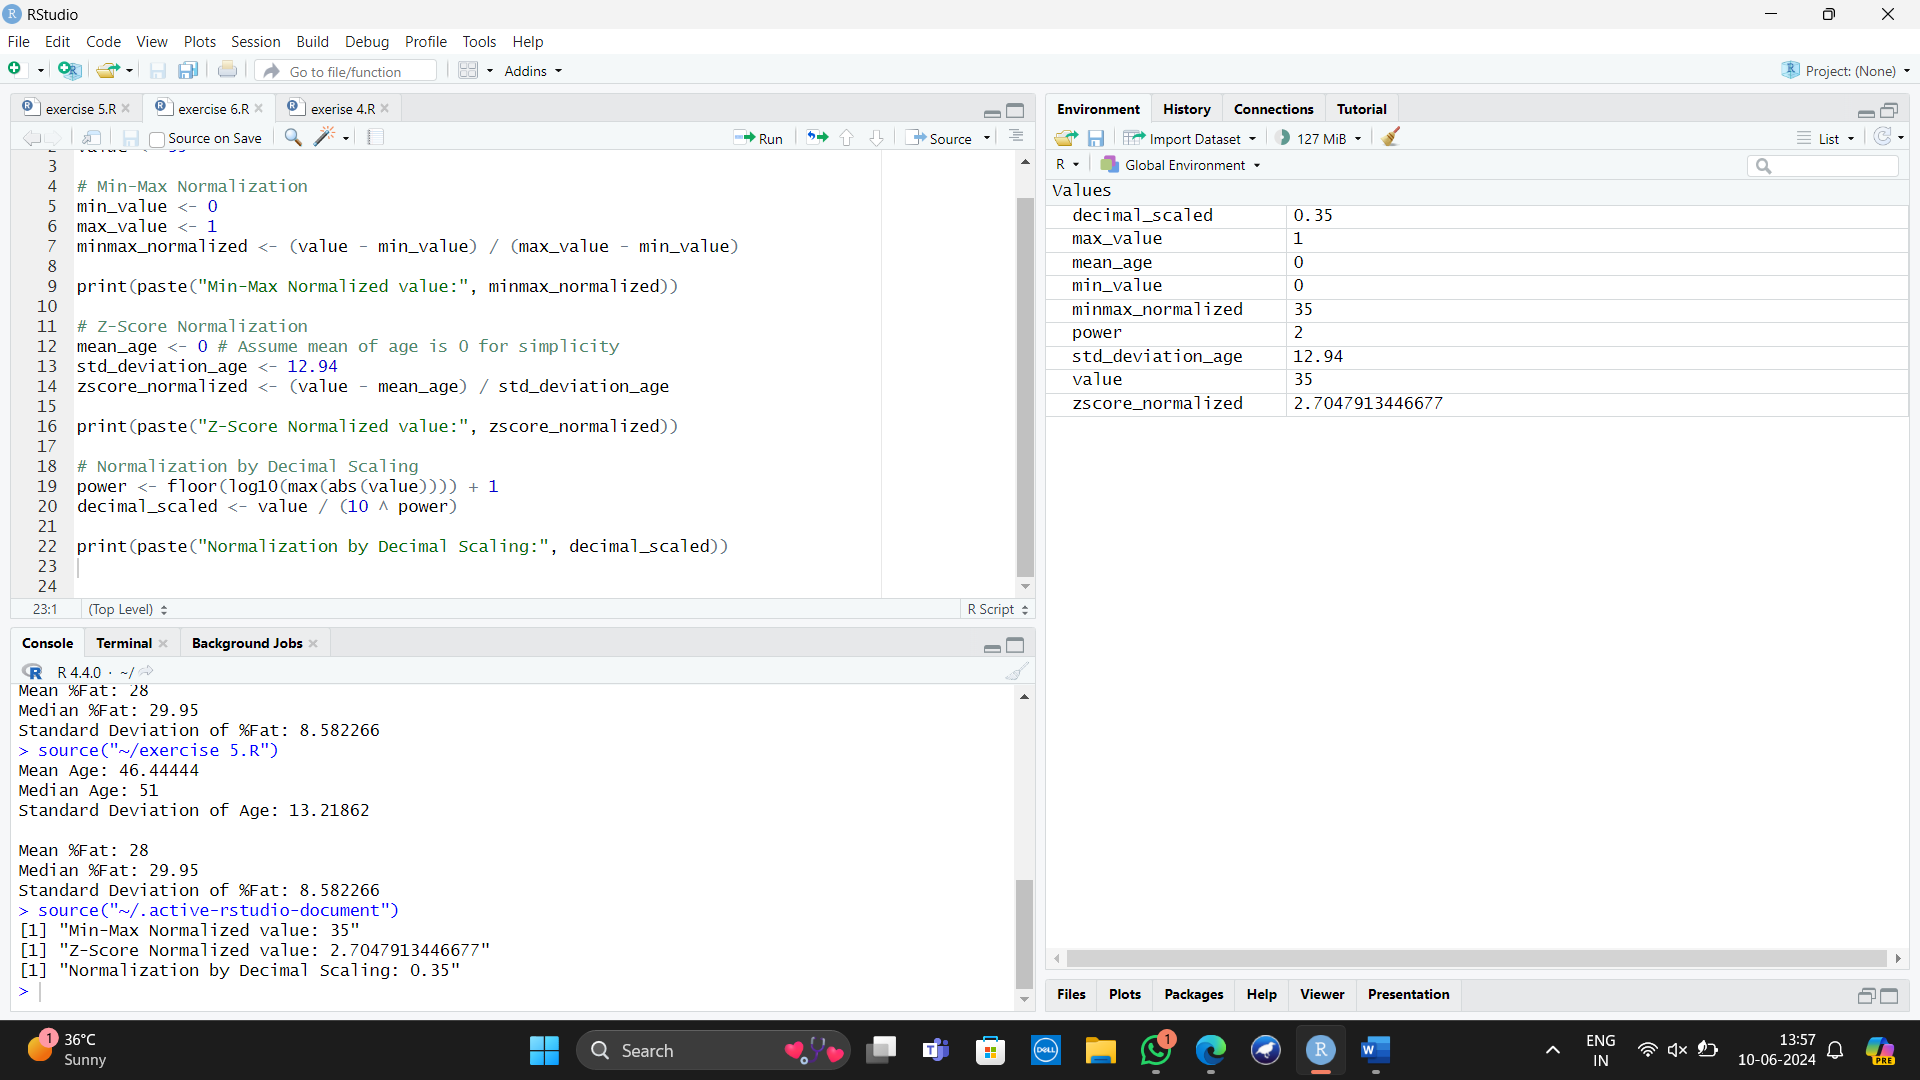 RStudio
File Edit Code View Plots Session Build Debug Profile Tools Help
Go to file/function Addins Project: (None)
exercise 5.R exercise 6.R exerise 4.R
Source on Save Run Source
3
4 # Min-Max Normalization
5 min_value <- 0
6 max_value <- 1
7 minmax_normalized <- (value - min_value) / (max_value - min_value)
8
9 print(paste("Min-Max Normalized value:", minmax_normalized))
10
11 # Z-Score Normalization
12 mean_age <- 0 # Assume mean of age is 0 for simplicity
13 std_deviation_age <- 12.94
14 zscore_normalized <- (value - mean_age) / std_deviation_age
15
16 print(paste("Z-Score Normalized value:", zscore_normalized))
17
18 # Normalization by Decimal Scaling
19 power <- floor(log10(max(abs(value)))) + 1
20 decimal_scaled <- value / (10 ^ power)
21
22 print(paste("Normalization by Decimal Scaling:", decimal_scaled))
23
24
23:1 (Top Level) R Script
Console Terminal Background Jobs
R 4.4.0 · ~/
Mean %Fat: 28
Median %Fat: 29.95
Standard Deviation of %Fat: 8.582266
> source("~/exercise 5.R")
Mean Age: 46.44444
Median Age: 51
Standard Deviation of Age: 13.21862
Mean %Fat: 28
Median %Fat: 29.95
Standard Deviation of %Fat: 8.582266
> source("~/.active-rstudio-document")
[1] "Min-Max Normalized value: 35"
[1] "Z-Score Normalized value: 2.7047913446677"
[1] "Normalization by Decimal Scaling: 0.35"
>
Environment History Connections Tutorial
Import Dataset 127 MiB List
R Global Environment
Values
decimal_scaled 0.35
max_value 1
mean_age 0
min_value 0
minmax_normalized 35
power 2
std_deviation_age 12.94
value 35
zscore_normalized 2.7047913446677
Files Plots Packages Help Viewer Presentation
1 36°C
Sunny
Search
DELL
1
R
W
PRE
ENG
IN
13:57
10-06-2024